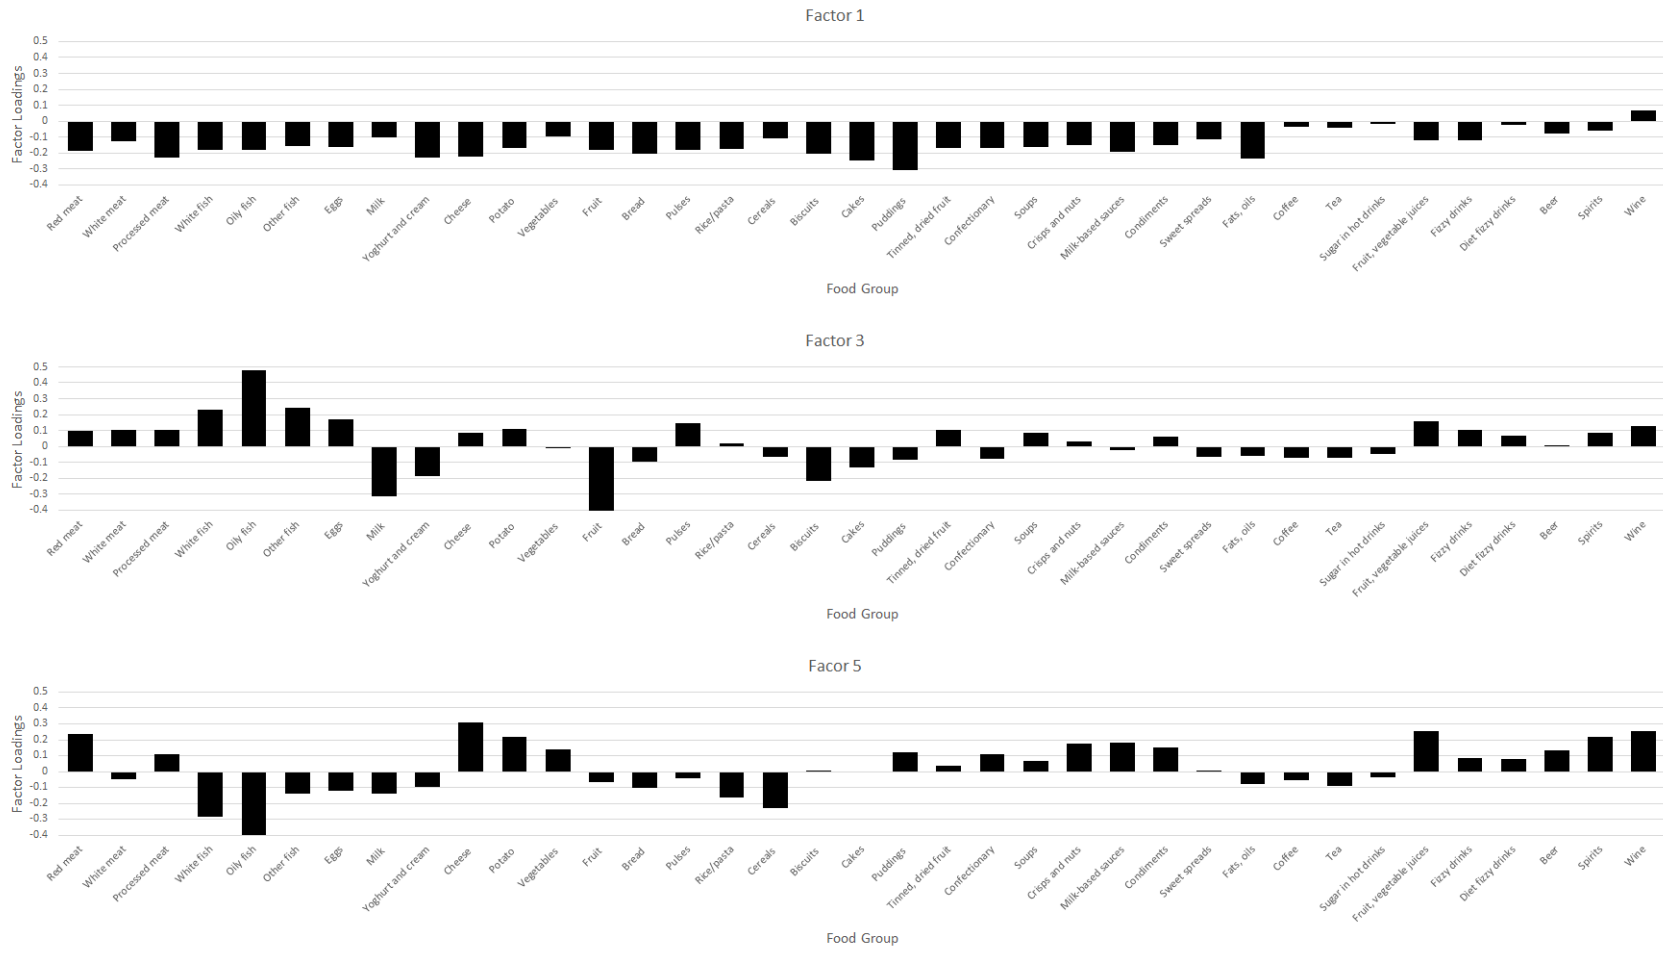 Factor 1
0.5
0.4
0.3
0.2
0.1
0
-0.1
-0.2
-0.3
-0.4
Factor Loadings
Red meat
White meat
Processed meat
White fish
Oily fish
Other fish
Eggs
Milk
Yoghurt and cream
Cheese
Potato
Vegetables
Fruit
Bread
Pulses
Rice/pasta
Cereals
Biscuits
Cakes
Puddings
Tinned, dried fruit
Confectionary
Soups
Crisps and nuts
Milk-based sauces
Condiments
Sweet spreads
Fats, oils
Coffee
Tea
Sugar in hot drinks
Fruit, vegetable juices
Fizzy drinks
Diet fizzy drinks
Beer
Spirits
Wine
Food Group
Factor 3
0.5
0.4
0.3
0.2
0.1
0
-0.1
-0.2
-0.3
-0.4
Factor Loadings
Red meat
White meat
Processed meat
White fish
Oily fish
Other fish
Eggs
Milk
Yoghurt and cream
Cheese
Potato
Vegetables
Fruit
Bread
Pulses
Rice/pasta
Cereals
Biscuits
Cakes
Puddings
Tinned, dried fruit
Confectionary
Soups
Crisps and nuts
Milk-based sauces
Condiments
Sweet spreads
Fats, oils
Coffee
Tea
Sugar in hot drinks
Fruit, vegetable juices
Fizzy drinks
Diet fizzy drinks
Beer
Spirits
Wine
Food Group
Facor 5
0.5
0.4
0.3
0.2
0.1
0
-0.1
-0.2
-0.3
-0.4
Factor Loadings
Red meat
White meat
Processed meat
White fish
Oily fish
Other fish
Eggs
Milk
Yoghurt and cream
Cheese
Potato
Vegetables
Fruit
Bread
Pulses
Rice/pasta
Cereals
Biscuits
Cakes
Puddings
Tinned, dried fruit
Confectionary
Soups
Crisps and nuts
Milk-based sauces
Condiments
Sweet spreads
Fats, oils
Coffee
Tea
Sugar in hot drinks
Fruit, vegetable juices
Fizzy drinks
Diet fizzy drinks
Beer
Spirits
Wine
Food Group